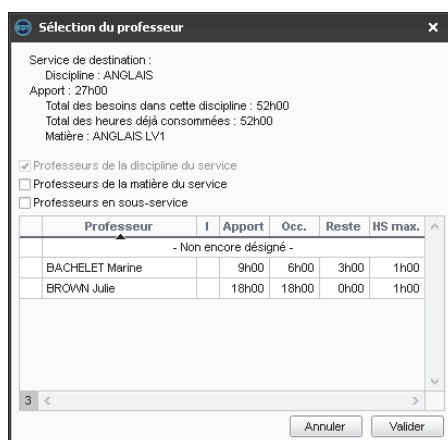 EDT Sélection du professeur
Service de destination :
Discipline : ANGLAIS
Apport : 27h00
Total des besoins dans cette discipline : 52h00
Total des heures déjà consommées : 52h00
Matière : ANGLAIS LV1
Professeurs de la discipline du service
Professeurs de la matière du service
Professeurs en sous-service
Professeur I Apport Occ. Reste HS max.
- Non encore désigné -
BACHELET Marine 9h00 6h00 3h00 1h00
BROWN Julie 18h00 18h00 0h00 1h00
3
Annuler Valider